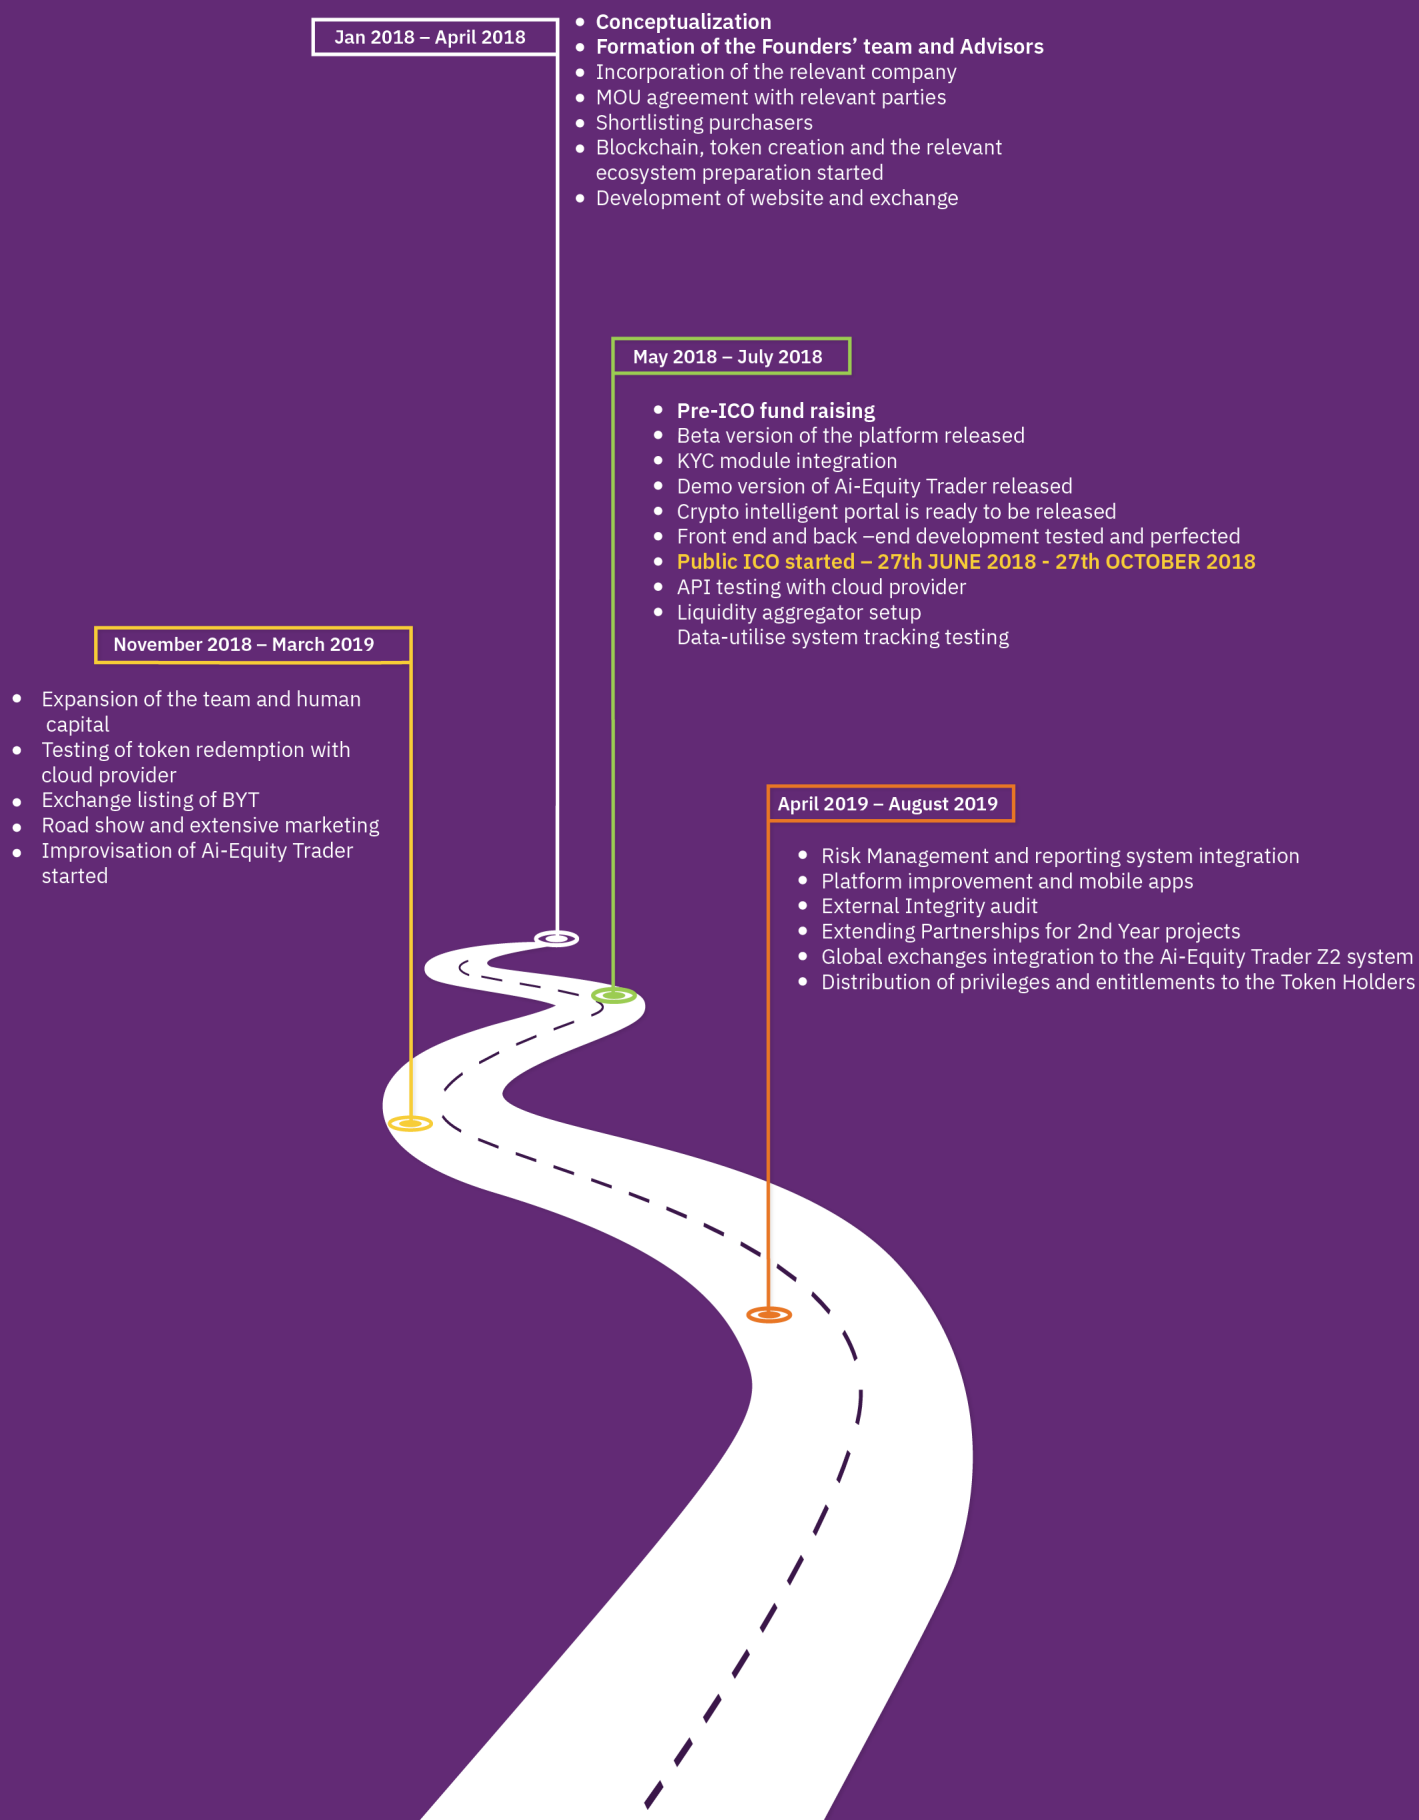 Jan 2018 – April 2018
Conceptualization
Formation of the Founders’ team and Advisors
Incorporation of the relevant company
MOU agreement with relevant parties
Shortlisting purchasers
Blockchain, token creation and the relevant
ecosystem preparation started
Development of website and exchange
May 2018 – July 2018
Pre-ICO fund raising
Beta version of the platform released
KYC module integration
Demo version of Ai-Equity Trader released
Crypto intelligent portal is ready to be released
Front end and back –end development tested and perfected
Public ICO started – 27th JUNE 2018 - 27th OCTOBER 2018
API testing with cloud provider
Liquidity aggregator setup
Data-utilise system tracking testing
November 2018 – March 2019
Expansion of the team and human
capital
Testing of token redemption with
cloud provider
Exchange listing of BYT
Road show and extensive marketing
Improvisation of Ai-Equity Trader
started
April 2019 – August 2019
Risk Management and reporting system integration
Platform improvement and mobile apps
External Integrity audit
Extending Partnerships for 2nd Year projects
Global exchanges integration to the Ai-Equity Trader Z2 system
Distribution of privileges and entitlements to the Token Holders